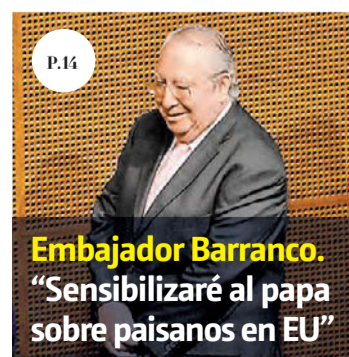 P.14
Embajador Barranco.
“Sensibilizaré al papa
sobre paisanos en EU”